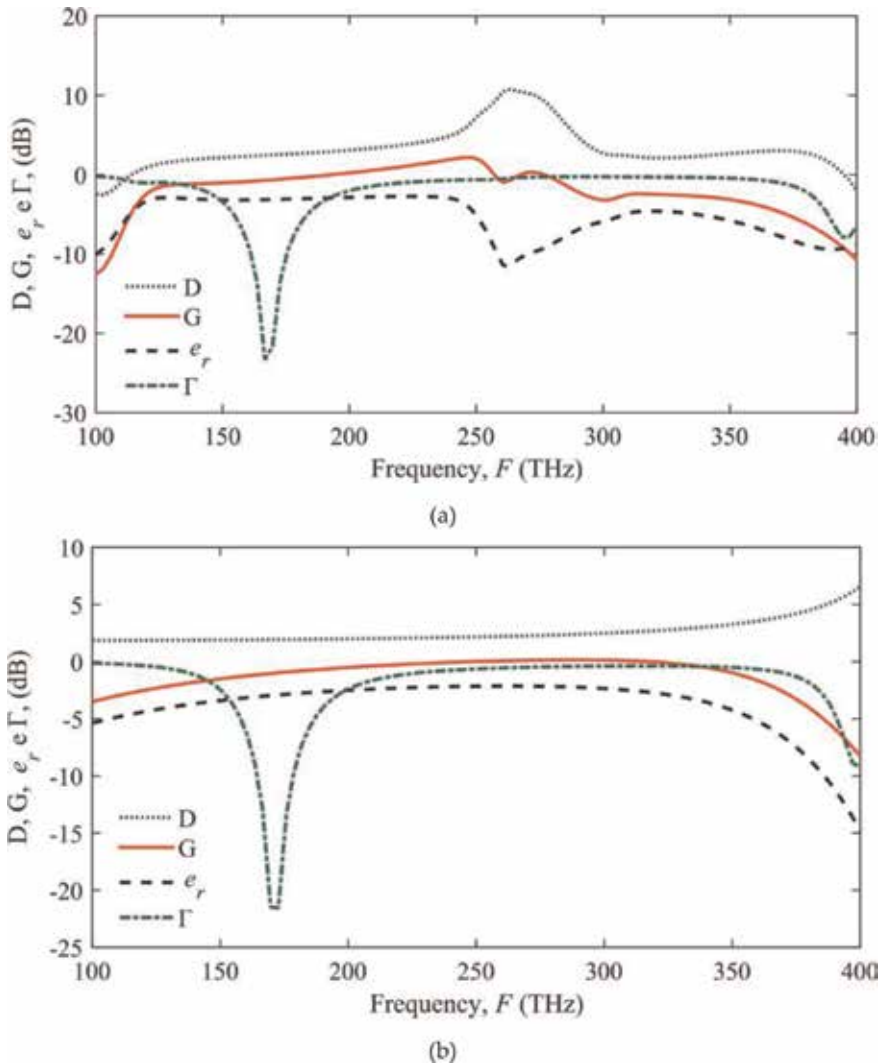 20
10
0
-10
-20
-30
D, G, e_r e Γ, (dB)
D
G
e_r
Γ
100
150
200
250
300
350
400
Frequency, F (THz)
(a)
10
5
0
-5
-10
-15
-20
-25
D, G, e_r e Γ, (dB)
D
G
e_r
Γ
100
150
200
250
300
350
400
Frequency, F (THz)
(b)